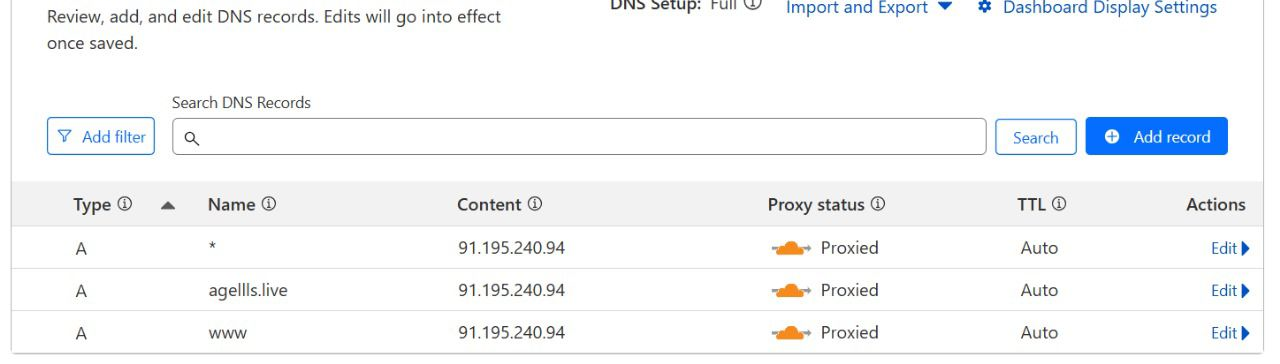 DNS Setup: Full Import and Export Dashboard Display Settings
Review, add, and edit DNS records. Edits will go into effect
once saved.
Search DNS Records
Add filter Search Add record
Type Name Content Proxy status TTL Actions
A * 91.195.240.94 Proxied Auto Edit
A agellls.live 91.195.240.94 Proxied Auto Edit
A www 91.195.240.94 Proxied Auto Edit